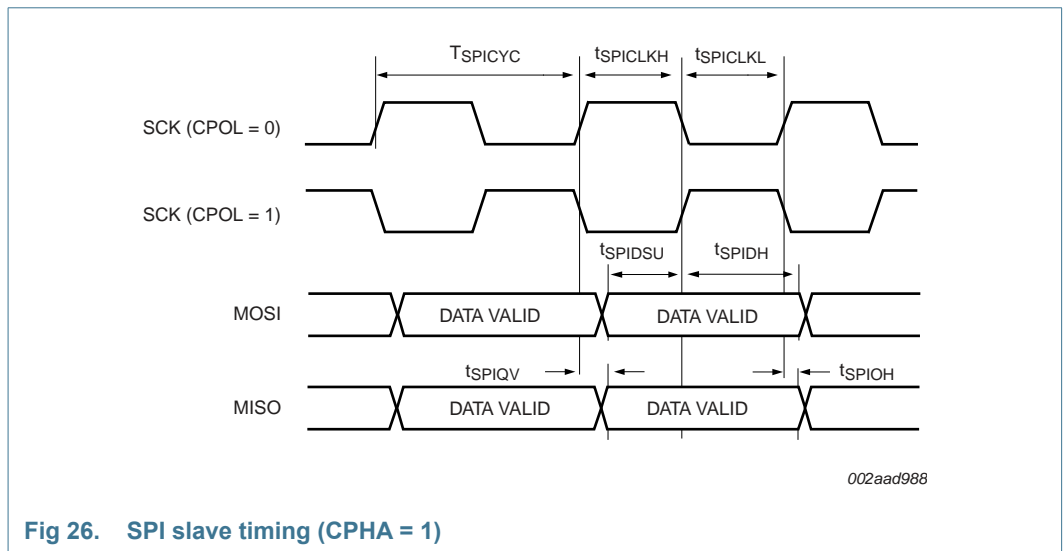 TSPICYC tSPICLKH tSPICLKL
SCK (CPOL = 0)
SCK (CPOL = 1)
tSPIDSU tSPIDH
MOSI DATA VALID DATA VALID
tSPIQV tSPIOH
MISO DATA VALID DATA VALID
002aad988
Fig 26. SPI slave timing (CPHA = 1)